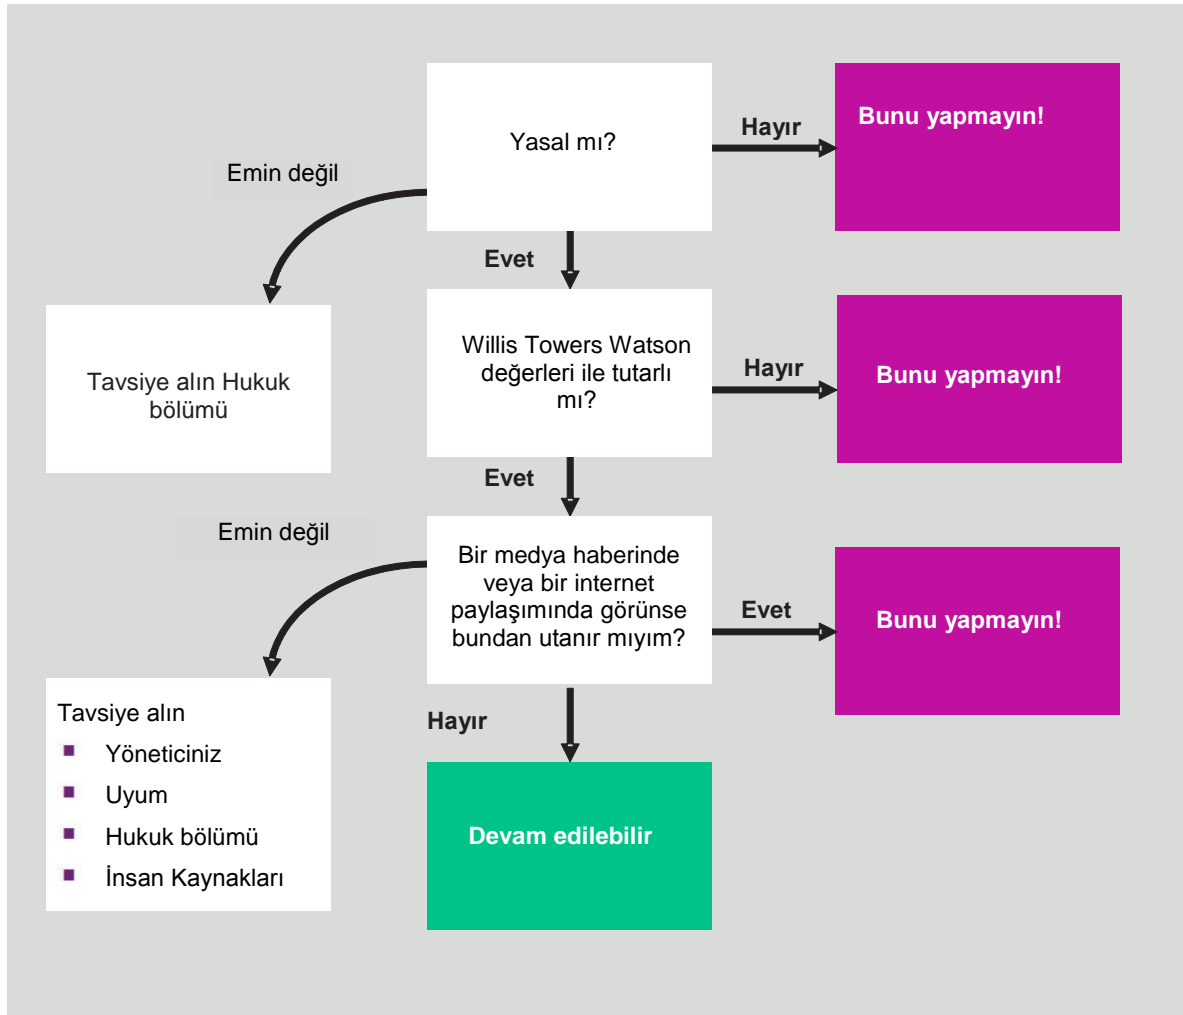 Yasal mı?
Hayır
Bunu yapmayın!
Emin değil
Evet
Tavsiye alın Hukuk
bölümü
Willis Towers Watson
değerleri ile tutarlı
mı?
Hayır
Bunu yapmayın!
Evet
Emin değil
Bir medya haberinde
veya bir internet
paylaşımında görünse
bundan utanır mıyım?
Evet
Bunu yapmayın!
Tavsiye alın
Yöneticiniz
Uyum
Hukuk bölümü
İnsan Kaynakları
Hayır
Devam edilebilir